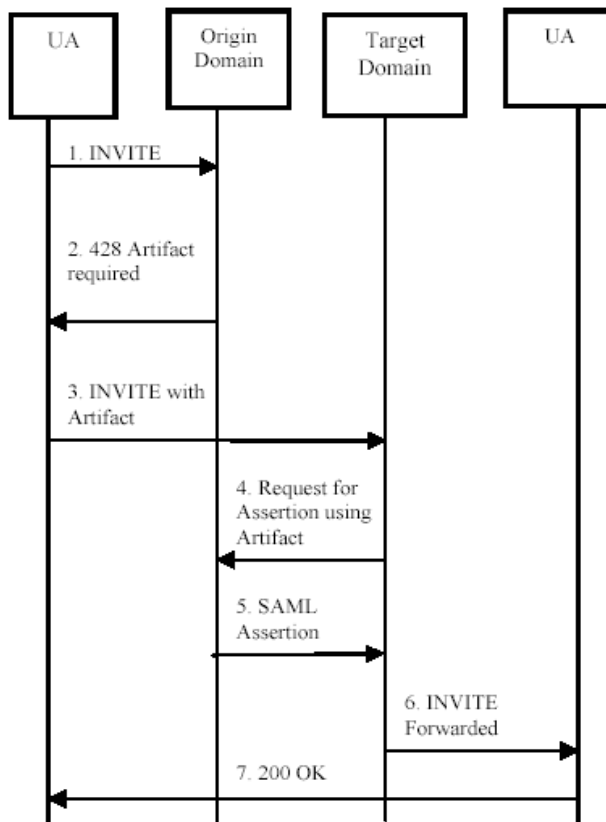 UA
Origin
Domain
Target
Domain
UA
1. INVITE
2. 428 Artifact
required
3. INVITE with
Artifact
4. Request for
Assertion using
Artifact
5. SAML
Assertion
6. INVITE
Forwarded
7. 200 OK